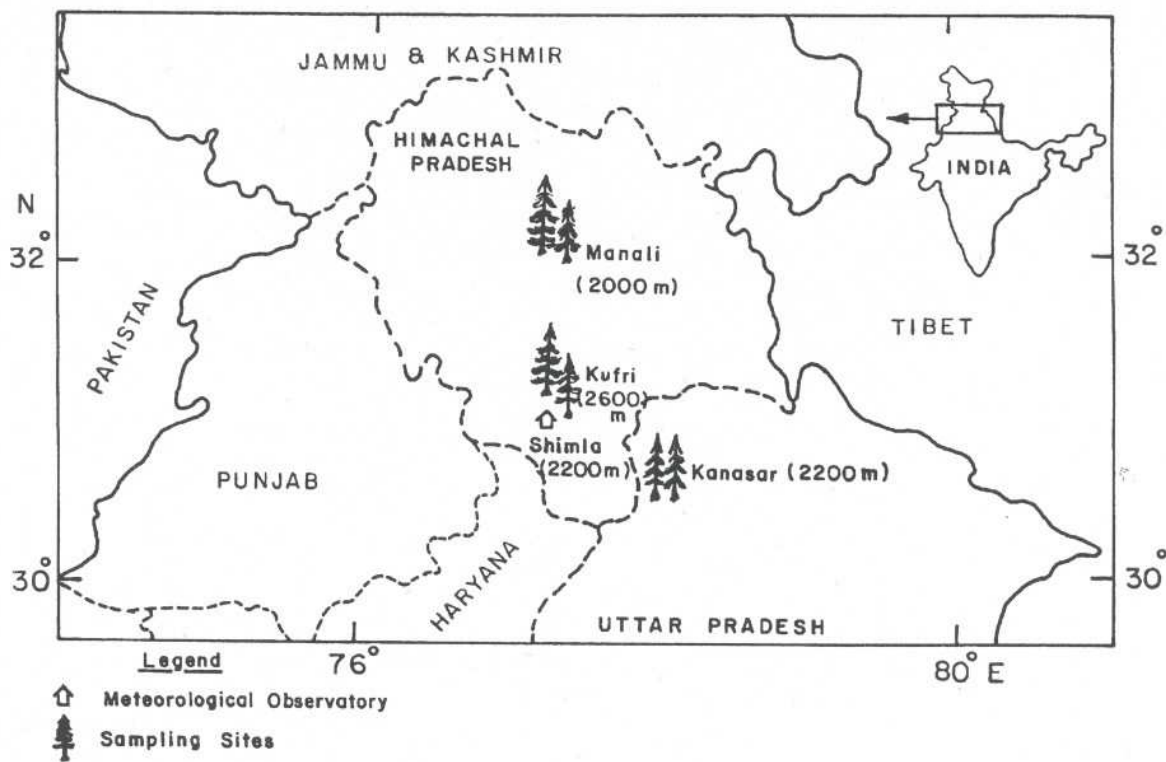 JAMMU & KASHMIR
HIMACHAL
PRADESH
INDIA
N
32°
32°
Manali
(2000 m)
PAKISTAN
TIBET
Kufri
(2600)
m
Shimla
(2200m)
Kanasar (2200m)
PUNJAB
HARYANA
30°
30°
UTTAR PRADESH
Legend
76°
80° E
Meteorological Observatory
Sampling Sites